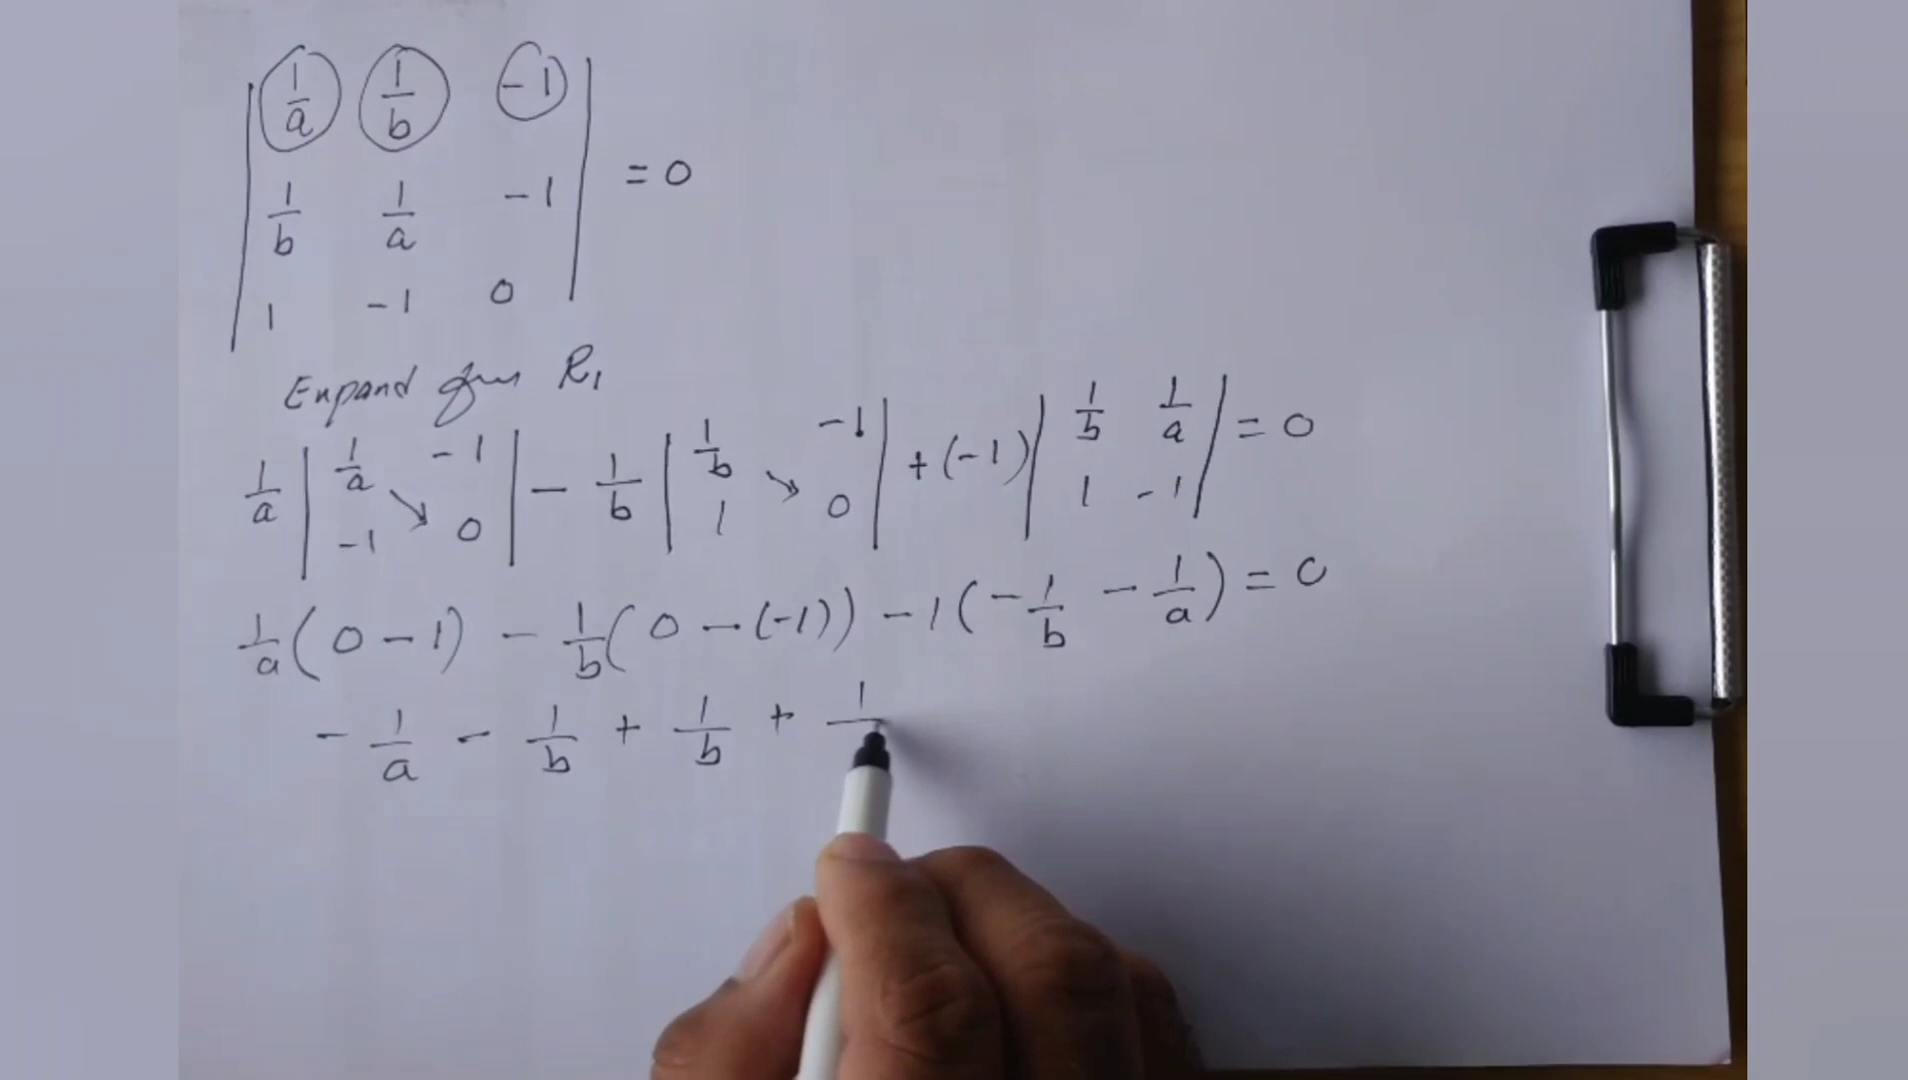 | 1/a 1/b -1 |
| 1/b 1/a -1 | = 0
| 1 -1 0 |
Expand from R₁
1/a | 1/a -1 ; -1 0 | - 1/b | 1/b -1 ; 1 0 | + (-1) | 1/b 1/a ; 1 -1 | = 0
1/a ( 0 - 1 ) - 1/b ( 0 - (-1) ) - 1 ( - 1/b - 1/a ) = 0
- 1/a - 1/b + 1/b + 1/